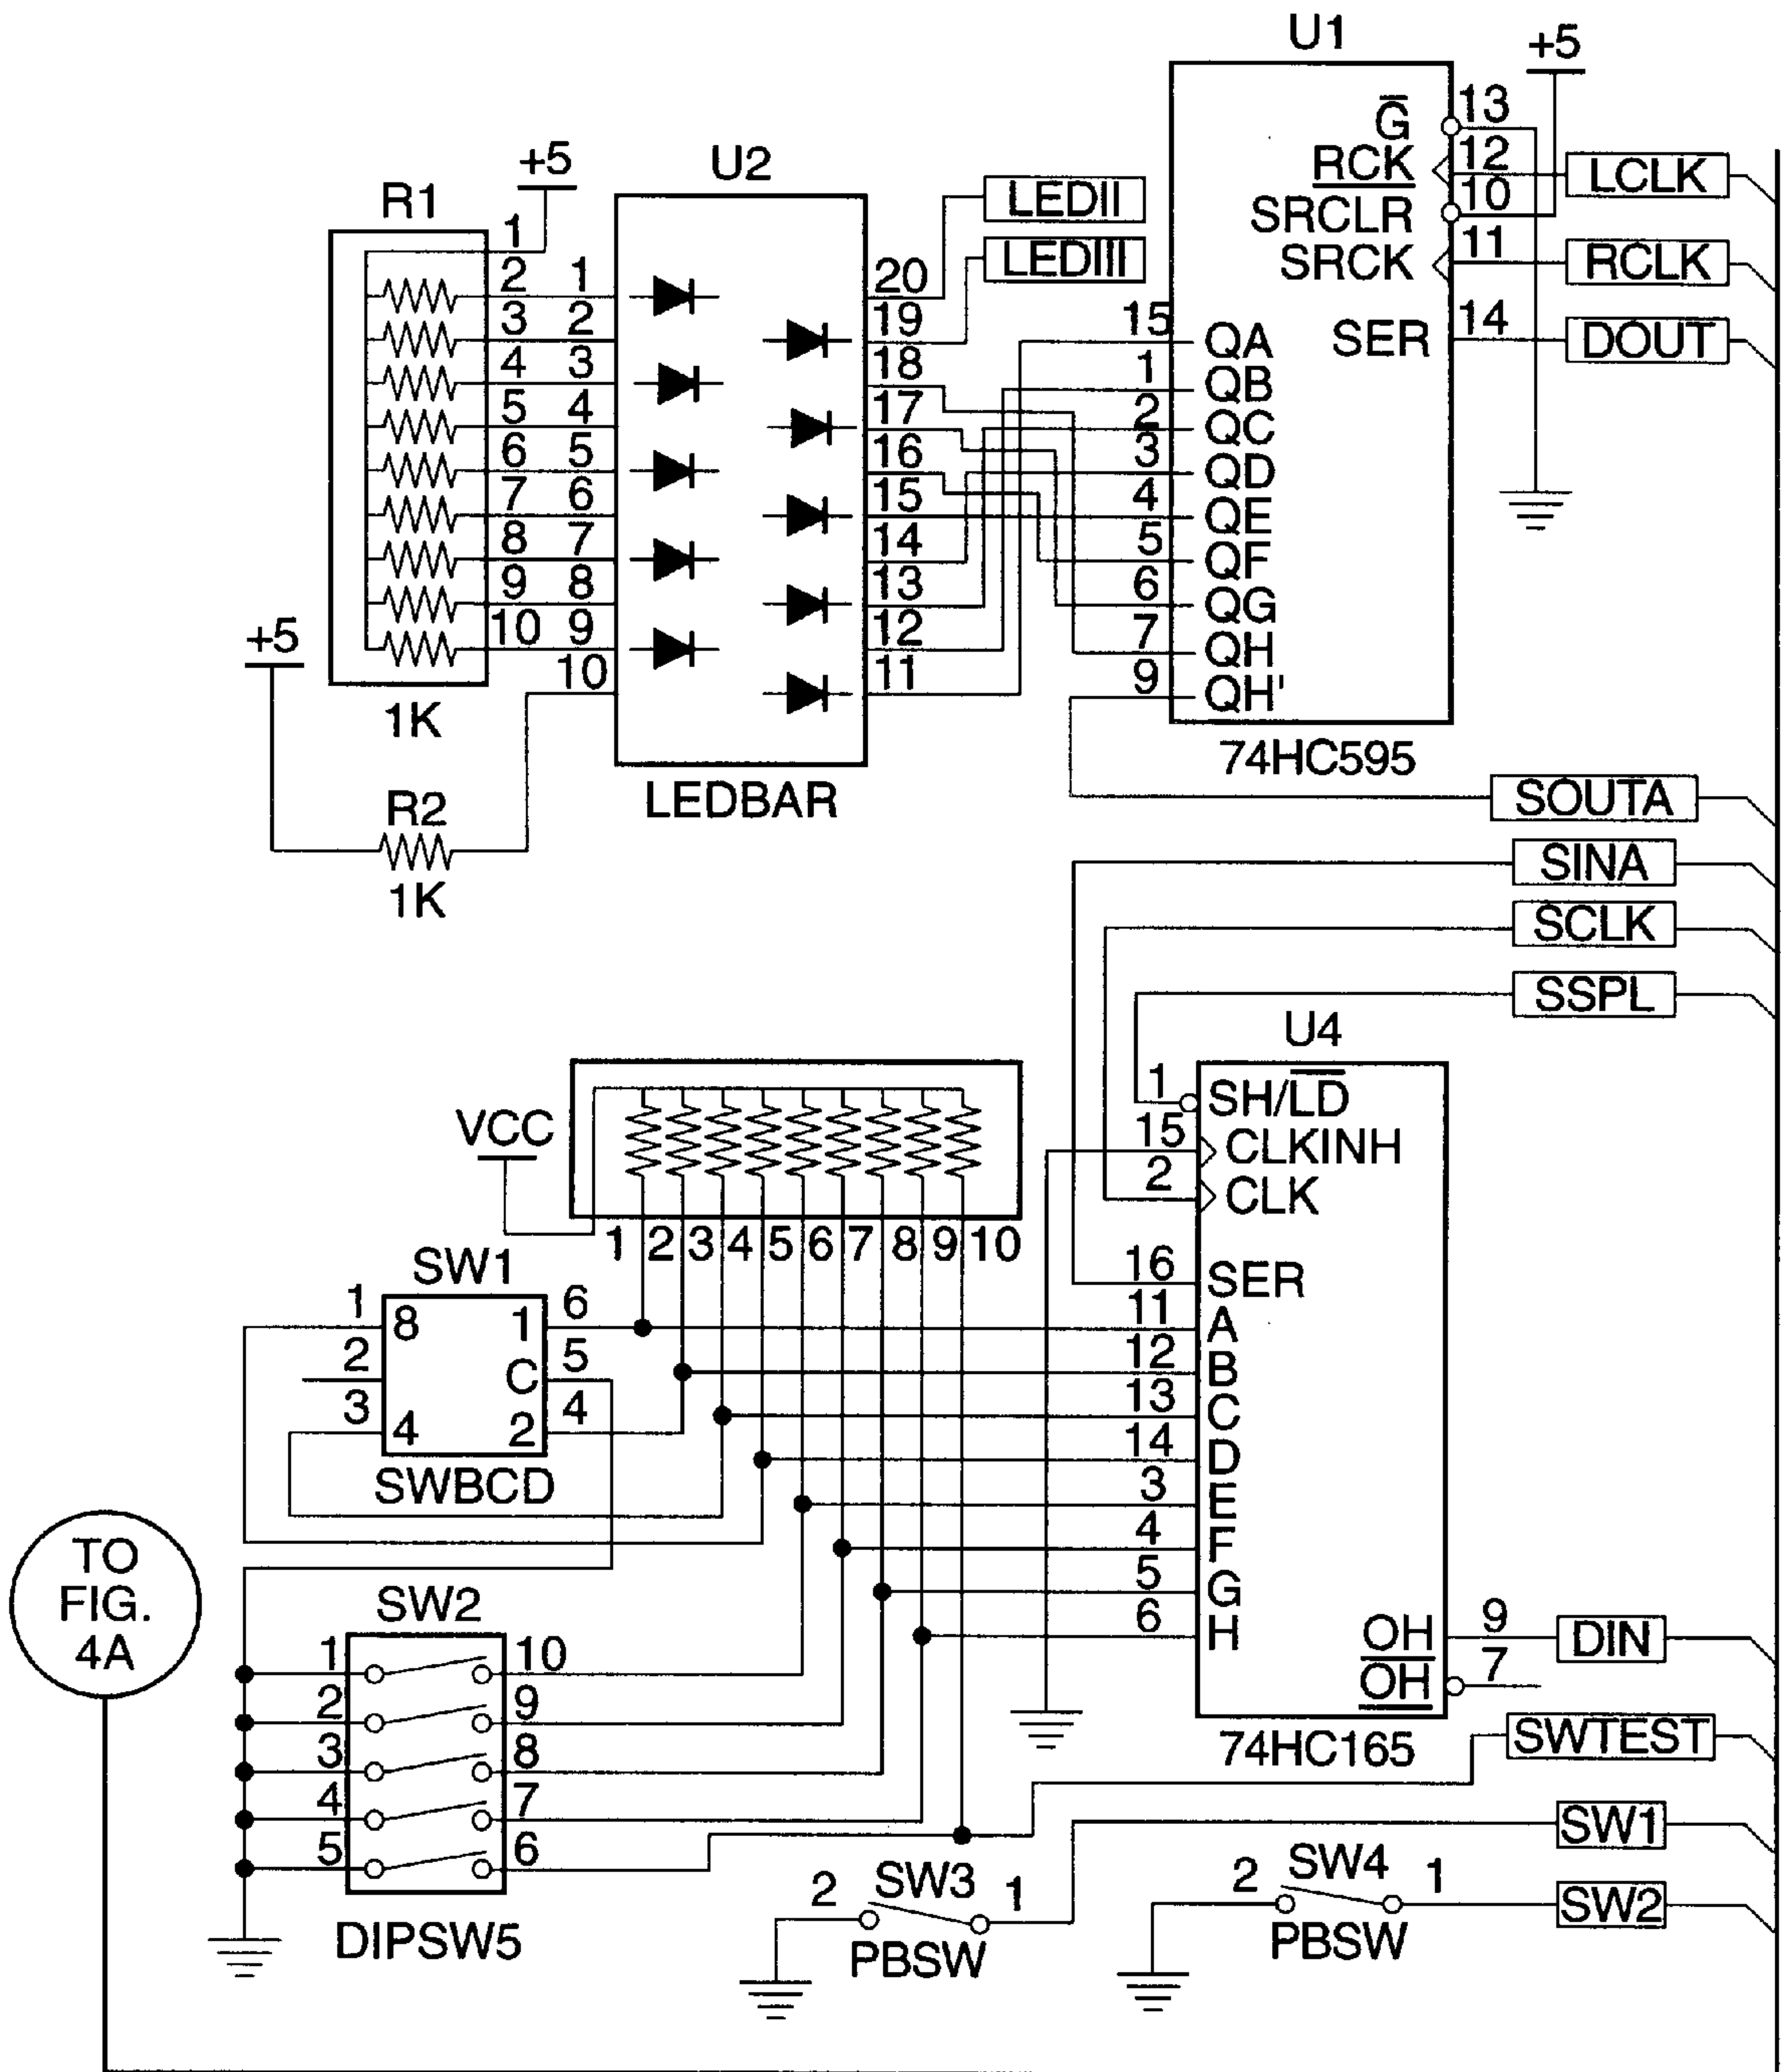 U1
+5
G
13
RCK
12
LCLK
SRCLR
10
SRCK
11
RCLK
SER
14
DOUT
15
QA
1
QB
2
QC
3
QD
4
QE
5
QF
6
QG
7
QH
9
QH'
74HC595
U2
LEDII
LEDIII
+5
R1
1
2
3
4
5
6
7
8
9
10
1K
1
2
3
4
5
6
7
8
9
10
20
19
18
17
16
15
14
13
12
11
LEDBAR
+5
R2
1K
SOUTA
SINA
SCLK
SSPL
U4
1
SH/LD
15
CLKINH
2
CLK
16
SER
11
A
12
B
13
C
14
D
3
E
4
F
5
G
6
H
OH
9
DIN
OH
7
74HC165
VCC
1 2 3 4 5 6 7 8 9 10
SW1
1
8
1
6
2
C
5
3
4
2
4
SWBCD
TO
FIG.
4A
SW2
1
10
2
9
3
8
4
7
5
6
DIPSW5
SWTEST
SW1
SW2
2
SW3
1
PBSW
2
SW4
1
PBSW